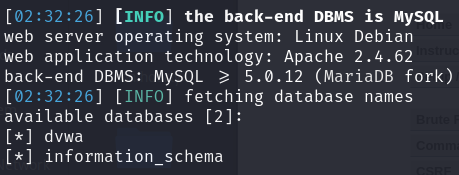 [02:32:26] [INFO] the back-end DBMS is MySQL
web server operating system: Linux Debian
web application technology: Apache 2.4.62
back-end DBMS: MySQL ≥ 5.0.12 (MariaDB fork)
[02:32:26] [INFO] fetching database names
available databases [2]:
[*] dvwa
[*] information_schema